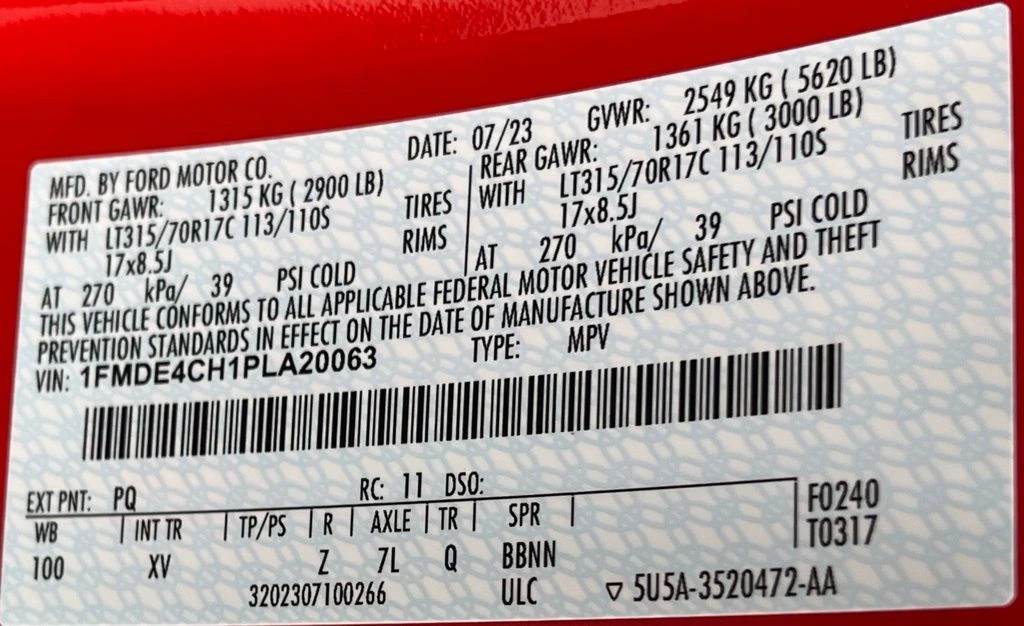 MFD. BY FORD MOTOR CO. DATE: 07/23 GVWR: 2549 KG ( 5620 LB)
FRONT GAWR: 1315 KG ( 2900 LB) REAR GAWR: 1361 KG ( 3000 LB)
WITH LT315/70R17C 113/110S TIRES WITH LT315/70R17C 113/110S TIRES
17x8.5J RIMS 17x8.5J RIMS
AT 270 kPa/ 39 PSI COLD AT 270 kPa/ 39 PSI COLD
THIS VEHICLE CONFORMS TO ALL APPLICABLE FEDERAL MOTOR VEHICLE SAFETY AND THEFT
PREVENTION STANDARDS IN EFFECT ON THE DATE OF MANUFACTURE SHOWN ABOVE.
VIN: 1FMDE4CH1PLA20063 TYPE: MPV
EXT PNT: PQ RC: 11 DSO:
WB INT TR TP/PS R AXLE TR SPR F0240
T0317
100 XV Z 7L Q BBNN
3202307100266 ULC ▽ 5U5A-3520472-AA